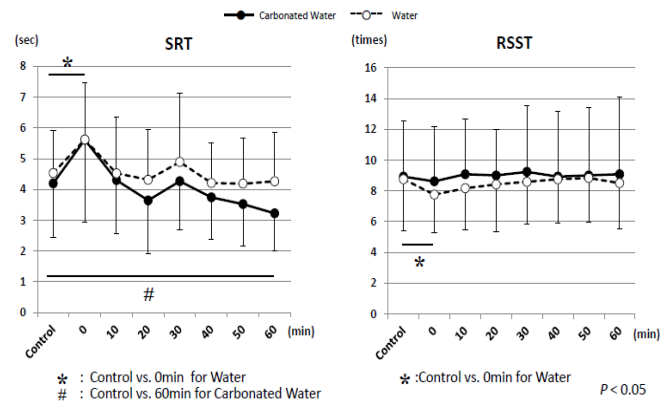 Carbonated Water Water
(sec) SRT
8
7
6
5
4
3
2
1
0
*
#
Control 0 10 20 30 40 50 60 (min)
* : Control vs. 0min for Water
# : Control vs. 60min for Carbonated Water
(times) RSST
16
14
12
10
8
6
4
2
0
*
Control 0 10 20 30 40 50 60 (min)
* :Control vs. 0min for Water
P < 0.05